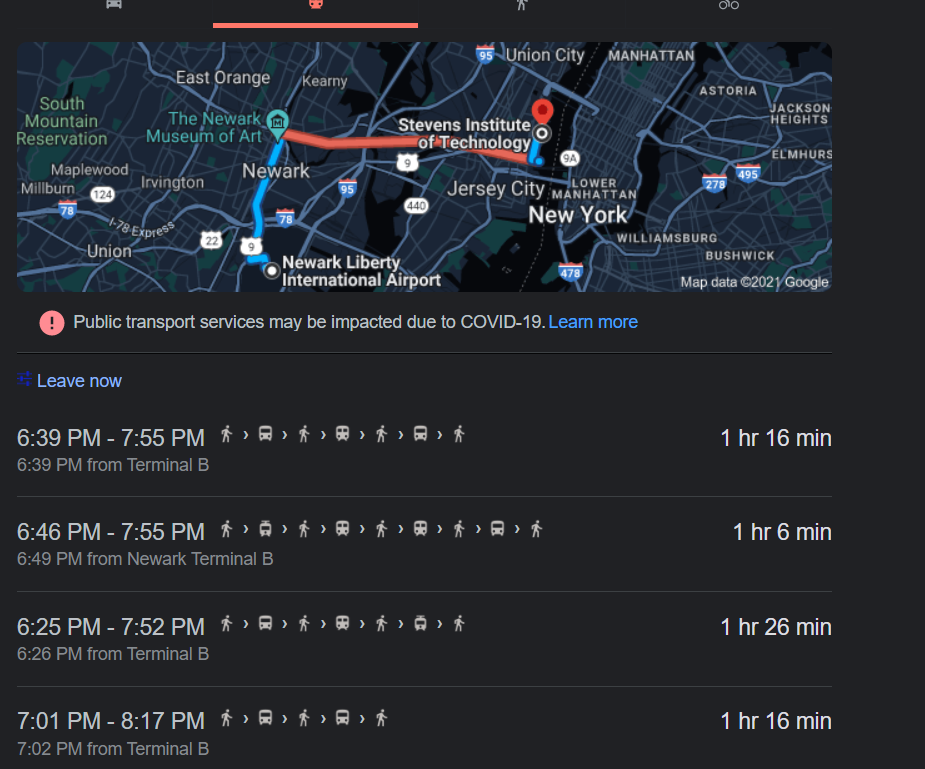 95
Union City
MANHATTAN
East Orange
Kearny
ASTORIA
South
Mountain
Reservation
The Newark
Museum of Art
Stevens Institute
of Technology
JACKSON
HEIGHTS
9
9A
ELMHURS
Maplewood
Newark
Millburn
124
Irvington
95
Jersey City
LOWER
MANHATTAN
278
495
78
440
New York
78
I-78 Express
22
9
WILLIAMSBURG
Union
BUSHWICK
Newark Liberty
International Airport
478
Map data ©2021 Google
! Public transport services may be impacted due to COVID-19. Learn more
Leave now
6:39 PM - 7:55 PM 1 hr 16 min
6:39 PM from Terminal B
6:46 PM - 7:55 PM 1 hr 6 min
6:49 PM from Newark Terminal B
6:25 PM - 7:52 PM 1 hr 26 min
6:26 PM from Terminal B
7:01 PM - 8:17 PM 1 hr 16 min
7:02 PM from Terminal B